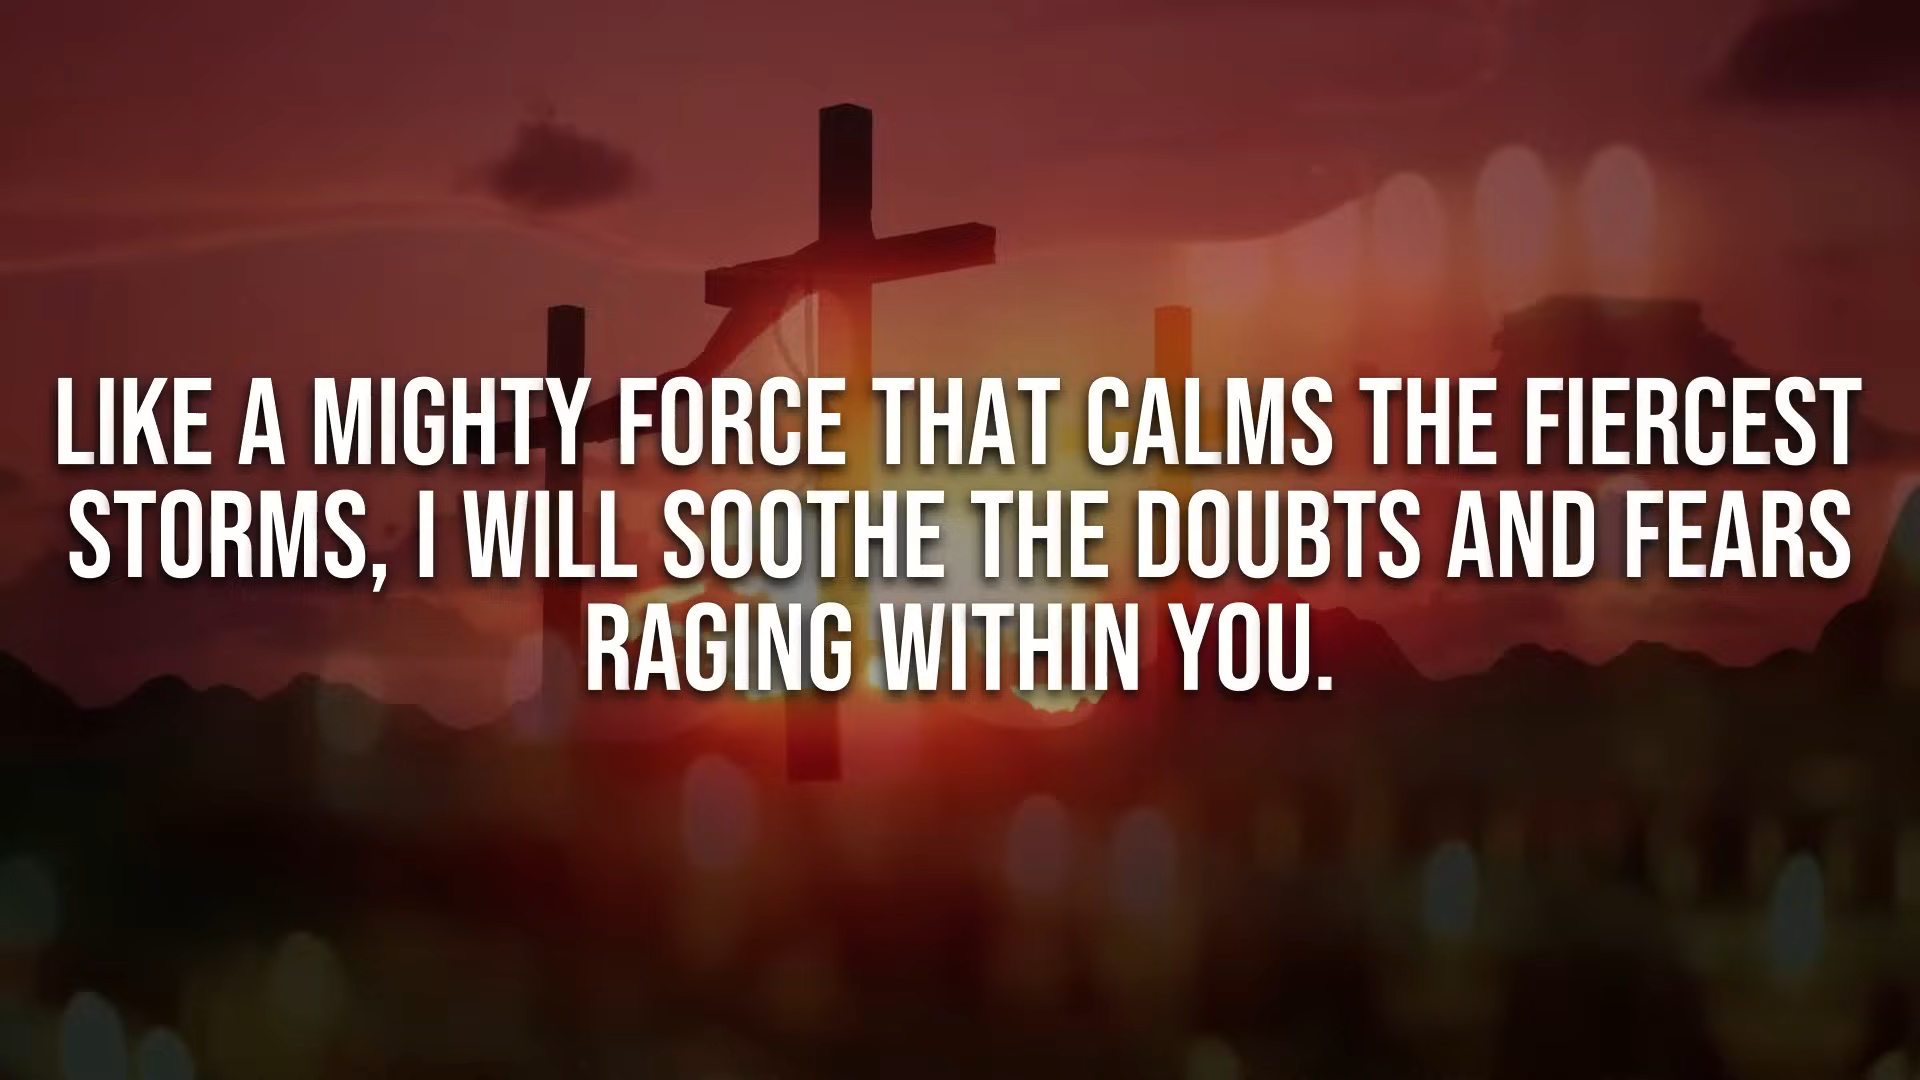 LIKE A MIGHTY FORCE THAT CALMS THE FIERCEST
STORMS, I WILL SOOTHE THE DOUBTS AND FEARS
RAGING WITHIN YOU.